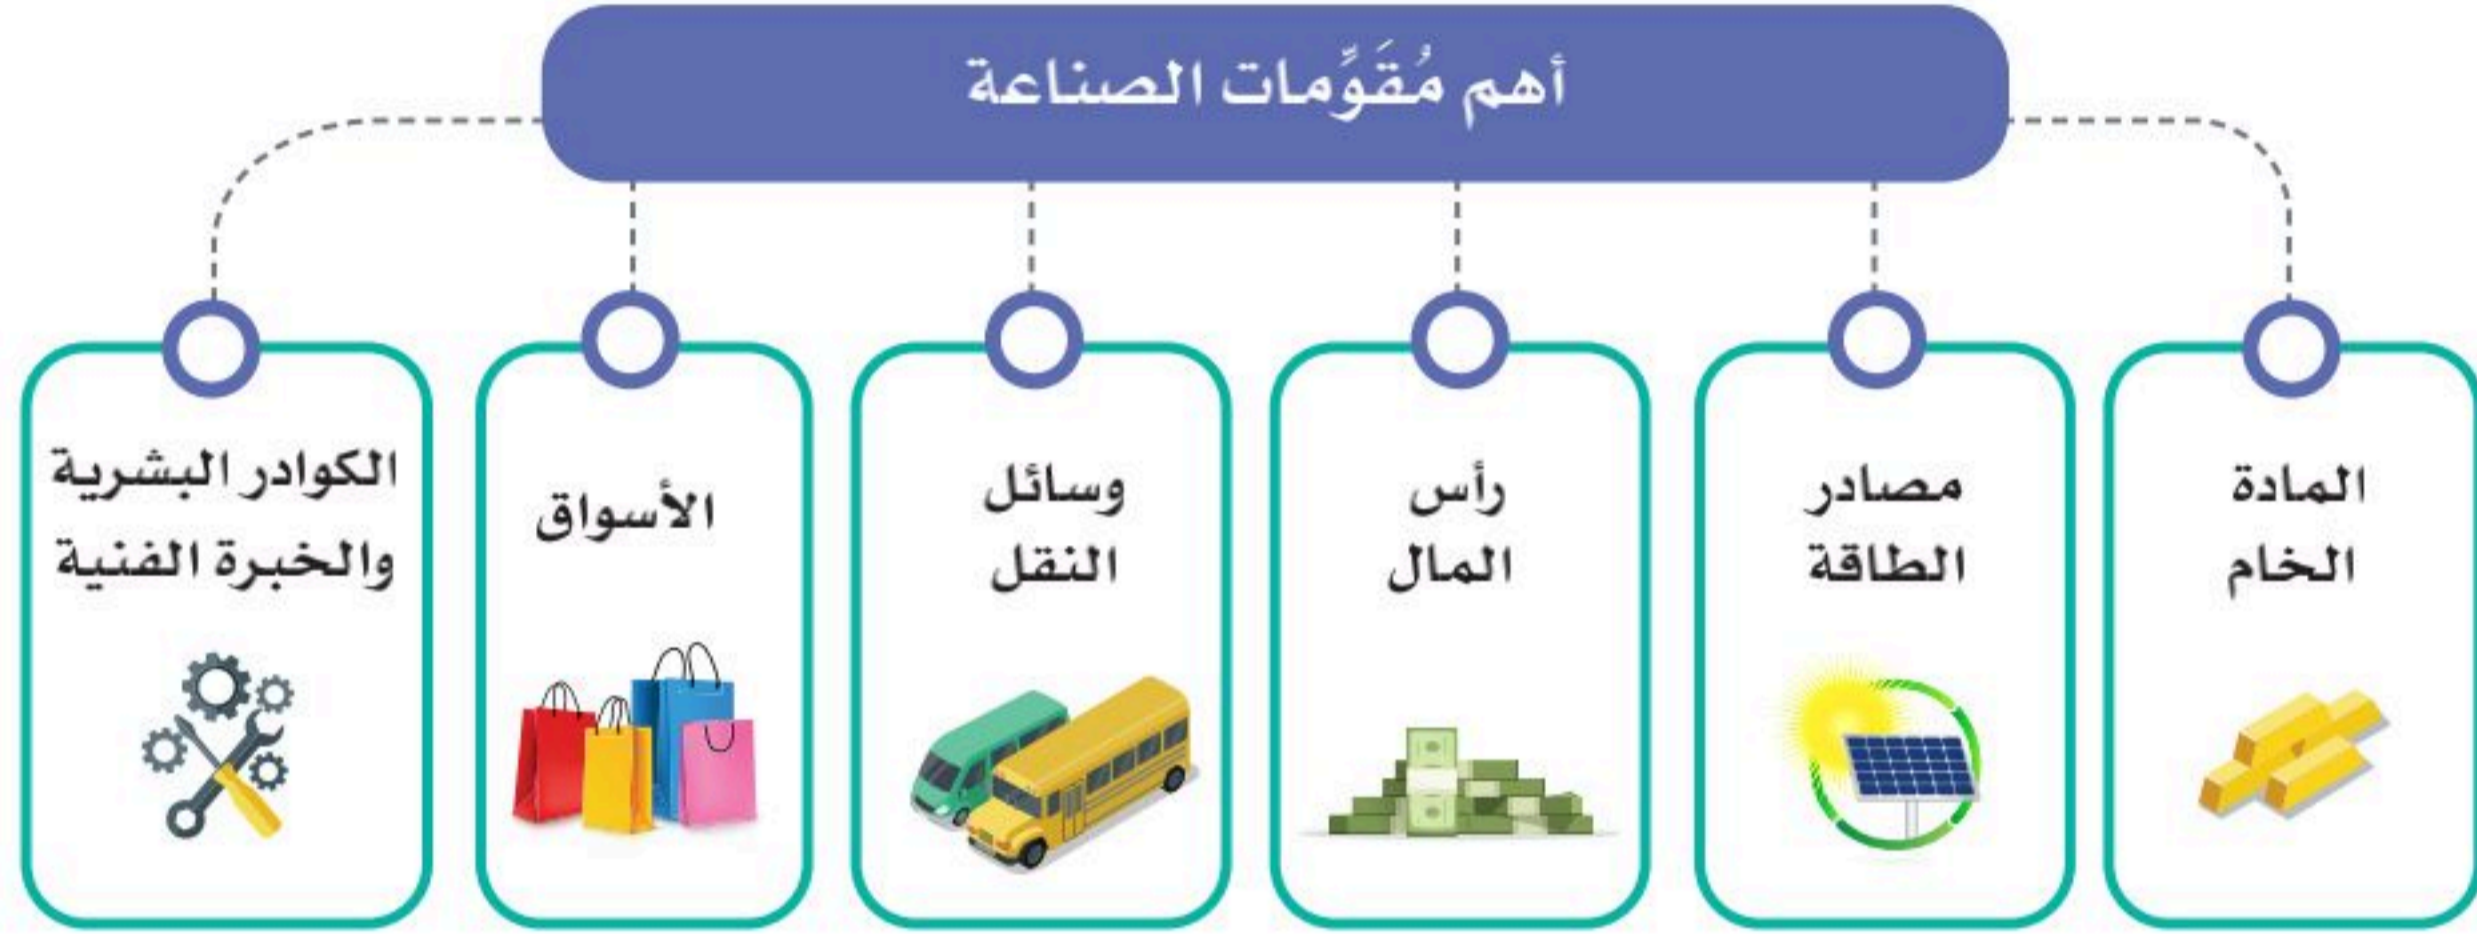 أهم مُقَوِّمات الصناعة
المادة
الخام
مصادر
الطاقة
رأس
المال
وسائل
النقل
الأسواق
الكوادر البشرية
والخبرة الفنية